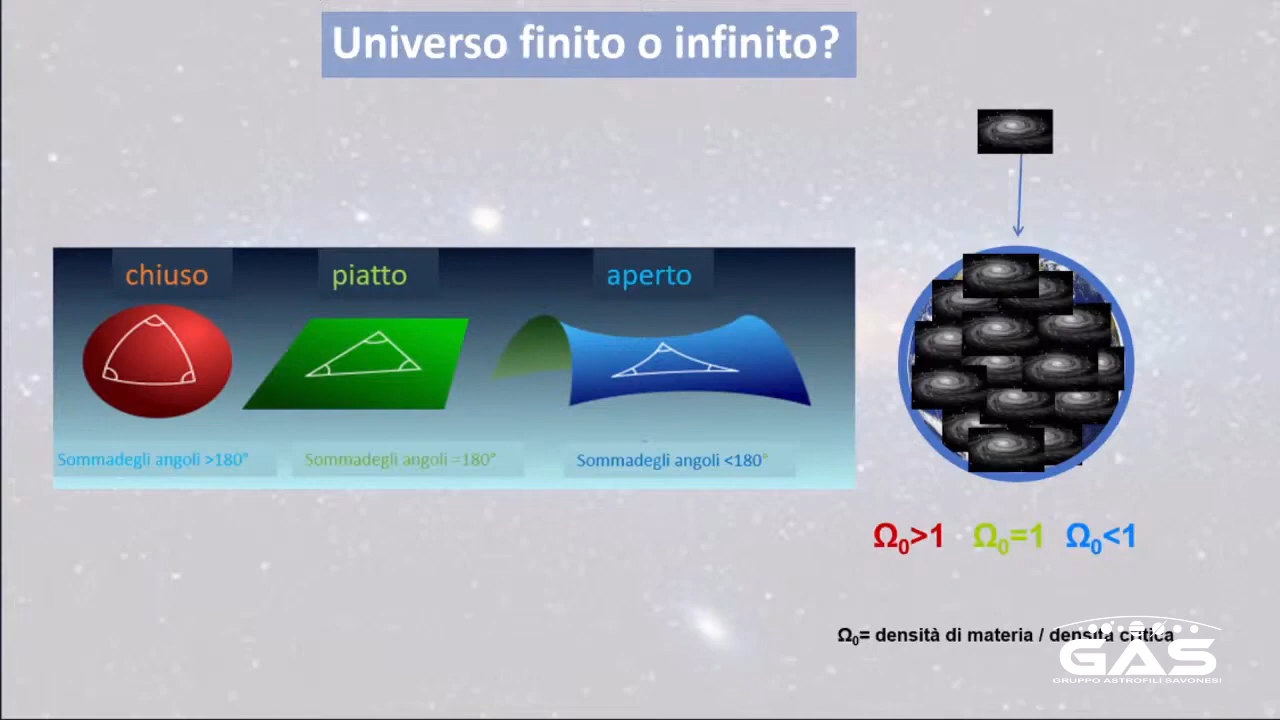 Universo finito o infinito?
chiuso
piatto
aperto
Sommadegli angoli >180°
Sommadegli angoli =180°
Sommadegli angoli <180°
Ω₀>1 Ω₀=1 Ω₀<1
Ω₀= densità di materia / densità critica
GAS
GRUPPO ASTROFILI SAVONESI